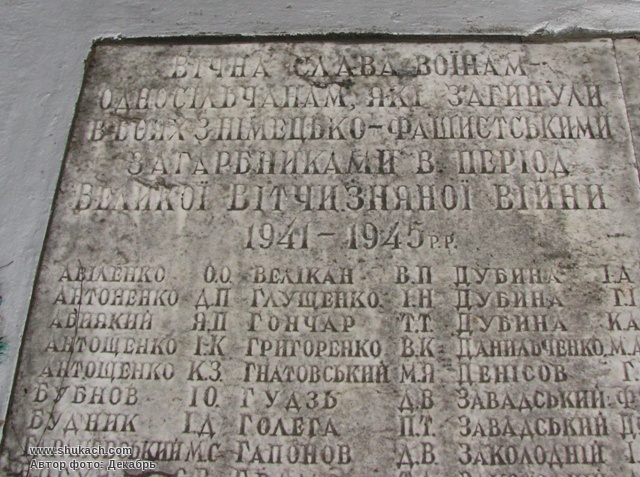 ВІЧНА СЛАВА ВОЇНАМ-
ОДНОСІЛЬЧАНАМ, ЯКІ ЗАГИНУЛИ
В БОЯХ З НІМЕЦЬКО-ФАШИСТСЬКИМИ
ЗАГАРБНИКАМИ В ПЕРІОД
ВЕЛИКОЇ ВІТЧИЗНЯНОЇ ВІЙНИ
1941-1945 Р.Р.
АВІЛЕНКО О.О. ВЕЛІКАН В.П ДУБИНА І.Д
АНТОНЕНКО Д.П ГЛУЩЕНКО І.Н ДУБИНА
АВНЯКИЙ Я.П ГОНЧАР Т.Т. ДУБИНА
АНТОЩЕНКО І.К ГРИГОРЕНКО В.К ДАНИЛЬЧЕНКО М.А
АНТОЩЕНКО К.З. ГНАТОВСЬКИЙ М.Я ДЕНІСОВ
БУБНОВ І.О. ГУДЗЬ Д.В ЗАВАДСЬКИЙ
БУДНИК І.Д ГОЛЕГА П.Т. ЗАВАДСЬКИЙ
М.С. ГАПОНОВ Д.В ЗАКОЛОДНІЙ
www.shukach.com
Автор фото: Декабрь